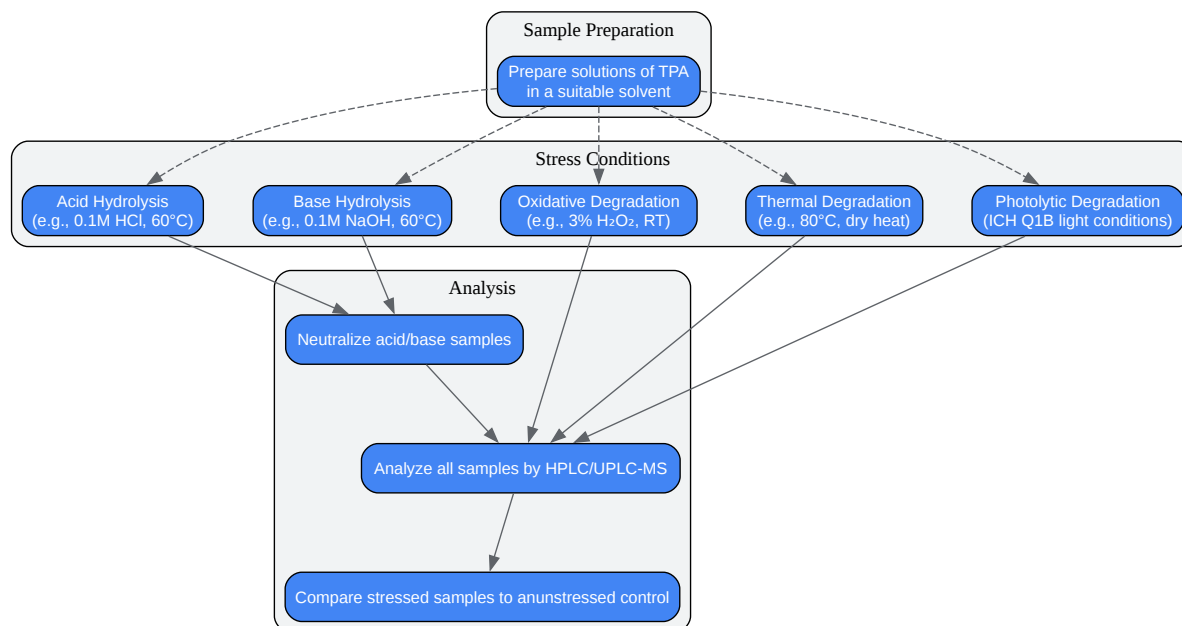 Sample Preparation
Prepare solutions of TPA
in a suitable solvent
Stress Conditions
Acid Hydrolysis
(e.g., 0.1M HCl, 60°C)
Base Hydrolysis
(e.g., 0.1M NaOH, 60°C)
Oxidative Degradation
(e.g., 3% H₂O₂, RT)
Thermal Degradation
(e.g., 80°C, dry heat)
Photolytic Degradation
(ICH Q1B light conditions)
Analysis
Neutralize acid/base samples
Analyze all samples by HPLC/UPLC-MS
Compare stressed samples to anunstressed control